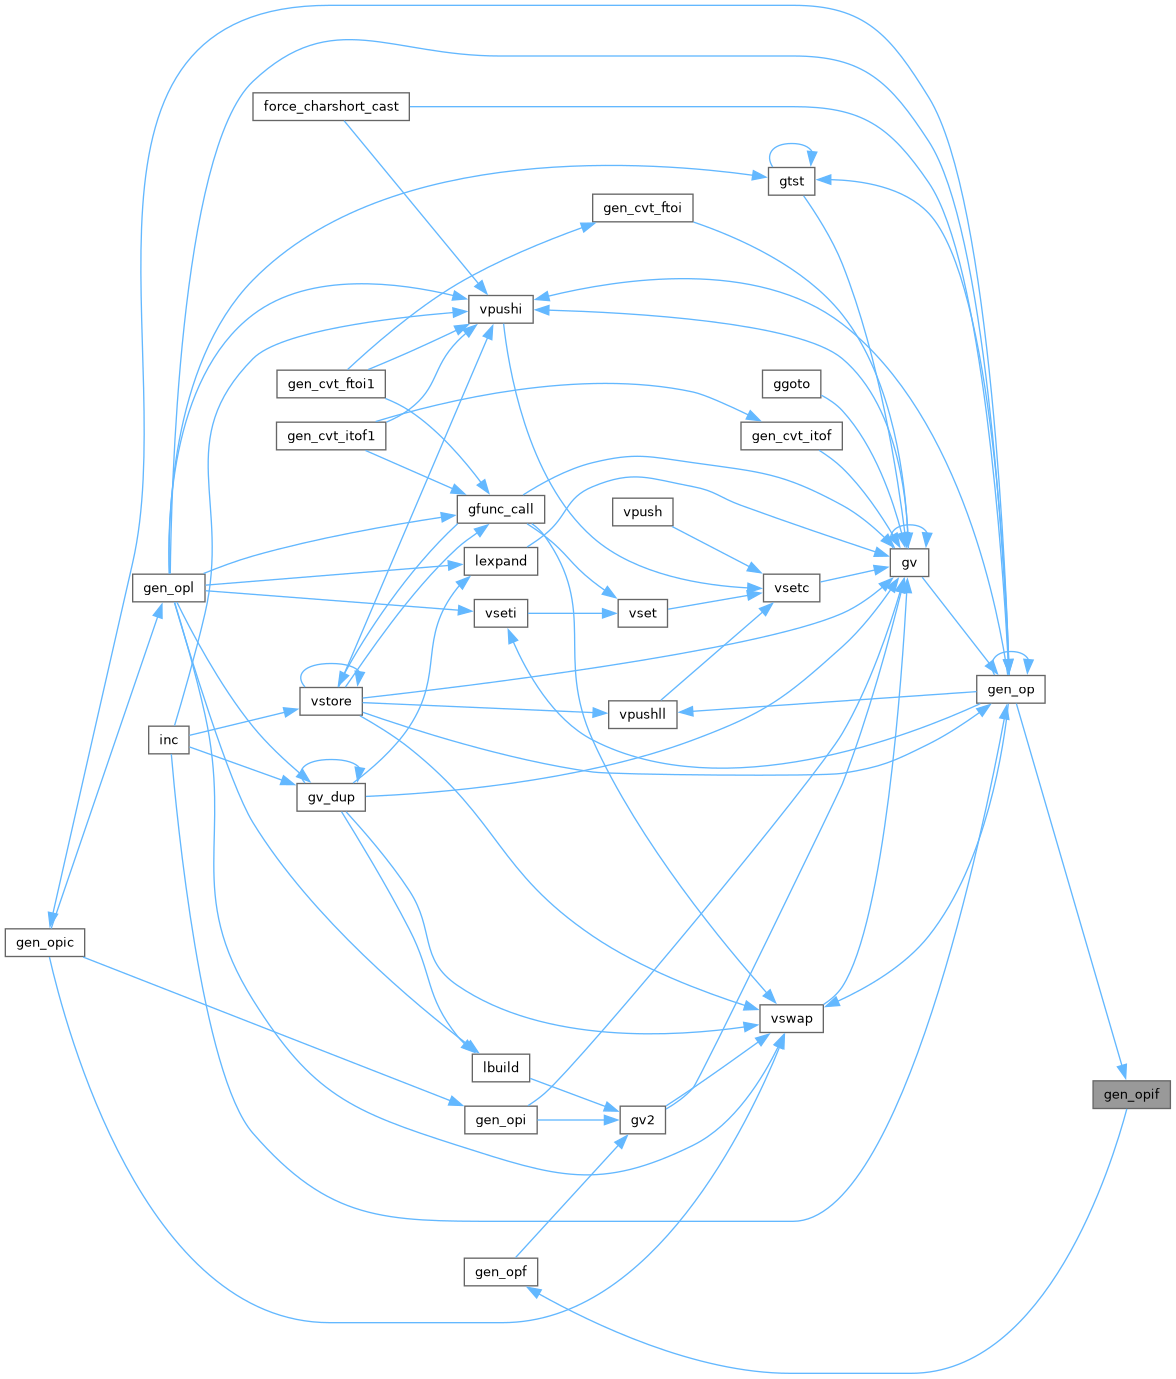 force_charshort_cast
gtst
gen_cvt_ftoi
vpushi
gen_cvt_ftoi1
ggoto
gen_cvt_itof1
gen_cvt_itof
gfunc_call
vpush
lexpand
gv
gen_opl
vsetc
vseti
vset
gen_op
vstore
vpushll
inc
gv_dup
gen_opic
vswap
lbuild
gen_opif
gen_opi
gv2
gen_opf